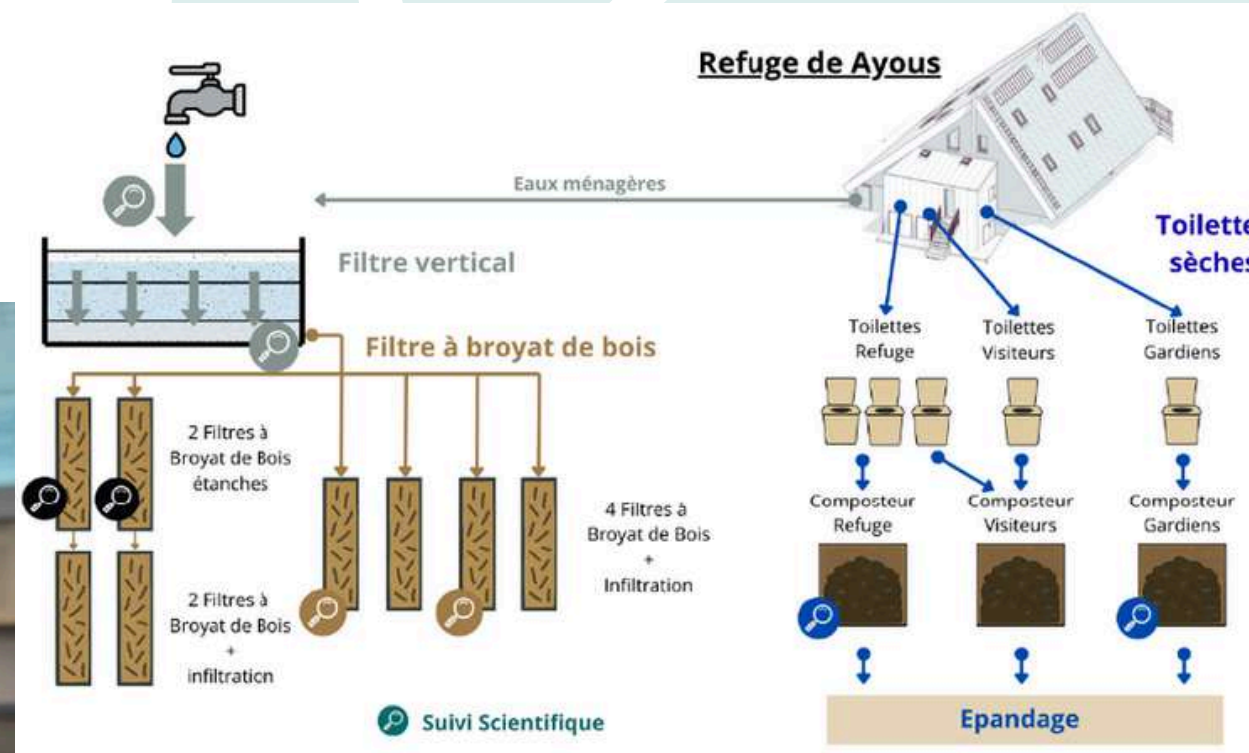 Refuge de Ayous
Eaux ménagères
Filtre vertical
Filtre à broyat de bois
2 Filtres à
Broyat de Bois
étanches
2 Filtres à
Broyat de Bois
+
infiltration
4 Filtres à
Broyat de Bois
+
Infiltration
Suivi Scientifique
Toilette
sèches
Toilettes
Refuge
Toilettes
Visiteurs
Toilettes
Gardiens
Composteur
Refuge
Composteur
Visiteurs
Composteur
Gardiens
Epandage